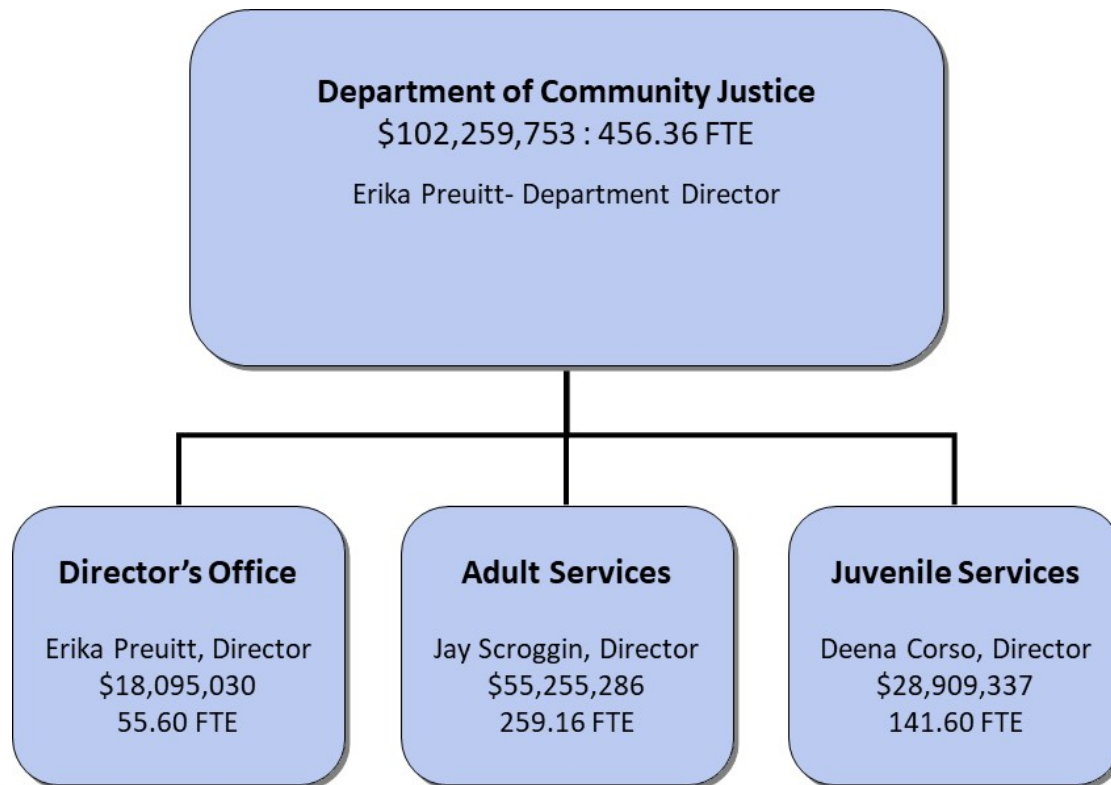 Department of Community Justice
$102,259,753 : 456.36 FTE
Erika Preuitt- Department Director
Director’s Office
Erika Preuitt, Director
$18,095,030
55.60 FTE
Adult Services
Jay Scroggin, Director
$55,255,286
259.16 FTE
Juvenile Services
Deena Corso, Director
$28,909,337
141.60 FTE